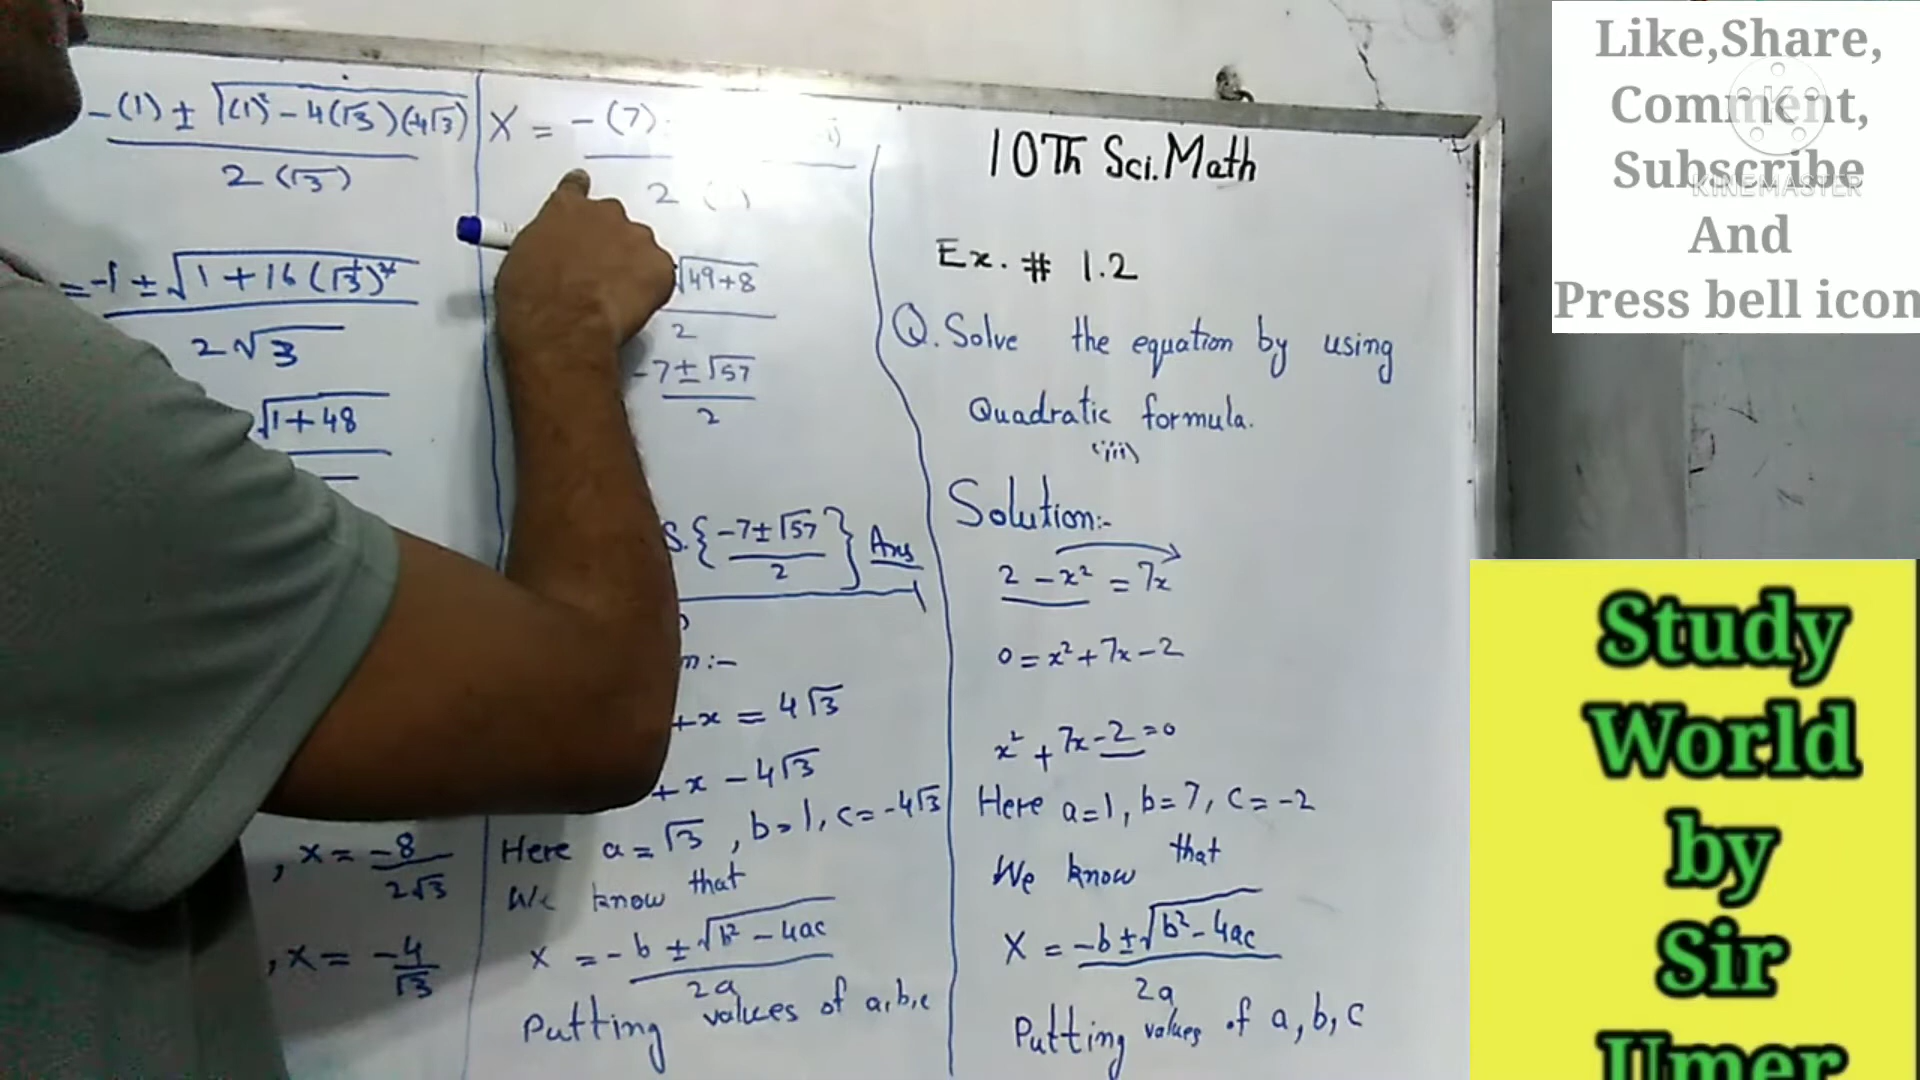 10Th Sci.Math
Ex. # 1.2
Q. Solve the equation by using
Quadratic formula.
(iii)
Solution:-
2 - x² = 7x
0 = x² + 7x - 2
x² + 7x - 2 = 0
Here a=1, b=7, c=-2
We know that
X = -b ± √b² - 4ac
2a
Putting values of a, b, c
X = -(7)
2 ( )
√49+8
2
-7 ± √57
2
S. { -7 ± √57 } Ans
2
n :-
+x = 4√3
+x - 4√3
Here a = √3, b=1, c=-4√3
We know that
x = -b ± √b² - 4ac
2a
Putting values of a,b,c
-(1) ± √(1)² - 4(√3)(-4√3)
2(√3)
= -1 ± √1 + 16(√3)²
2√3
√1+48
, x = -8
2√3
, x = -4
√3
Like,Share,
Comment,
Subscribe
And
Press bell icon
KINEMASTER
Study
World
by
Sir
Umer